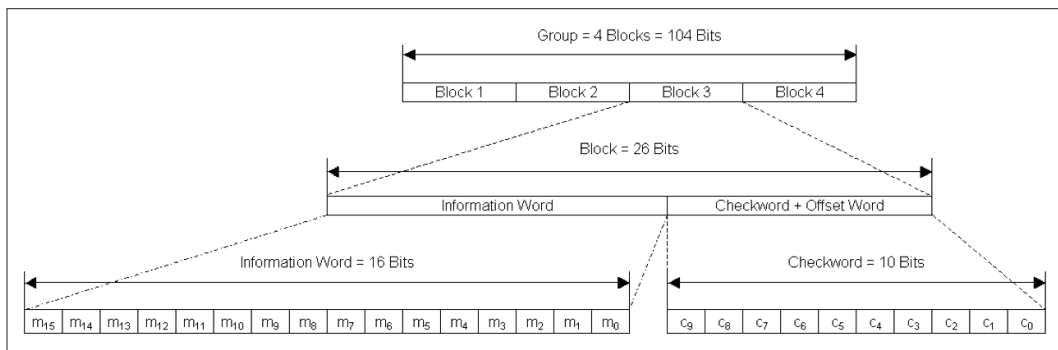 Group = 4 Blocks = 104 Bits
Block 1 Block 2 Block 3 Block 4
Block = 26 Bits
Information Word Checkword + Offset Word
Information Word = 16 Bits Checkword = 10 Bits
m₁₅ m₁₄ m₁₃ m₁₂ m₁₁ m₁₀ m₉ m₈ m₇ m₆ m₅ m₄ m₃ m₂ m₁ m₀ c₉ c₈ c₇ c₆ c₅ c₄ c₃ c₂ c₁ c₀